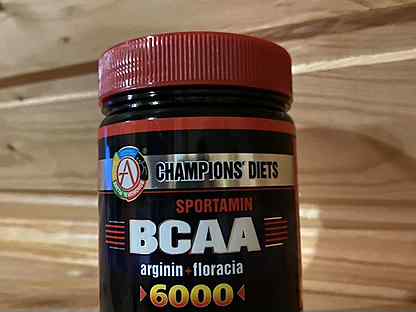 CHAMPIONS' DIETS
SPORTAMIN
BCAA
arginin+floracia
6000